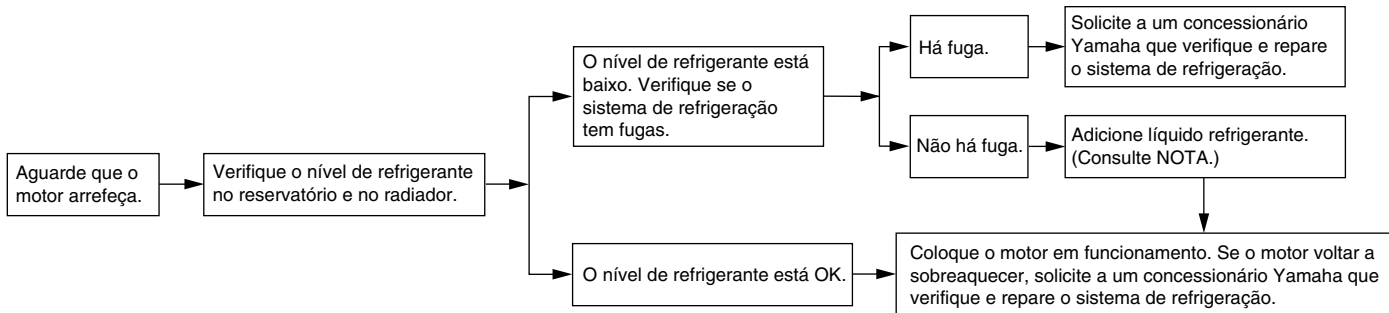 Aguarde que o
motor arrefeça.
Verifique o nível de refrigerante
no reservatório e no radiador.
O nível de refrigerante está
baixo. Verifique se o
sistema de refrigeração
tem fugas.
Há fuga.
Solicite a um concessionário
Yamaha que verifique e repare
o sistema de refrigeração.
Não há fuga.
Adicione líquido refrigerante.
(Consulte NOTA.)
O nível de refrigerante está OK.
Coloque o motor em funcionamento. Se o motor voltar a
sobreaquecer, solicite a um concessionário Yamaha que
verifique e repare o sistema de refrigeração.